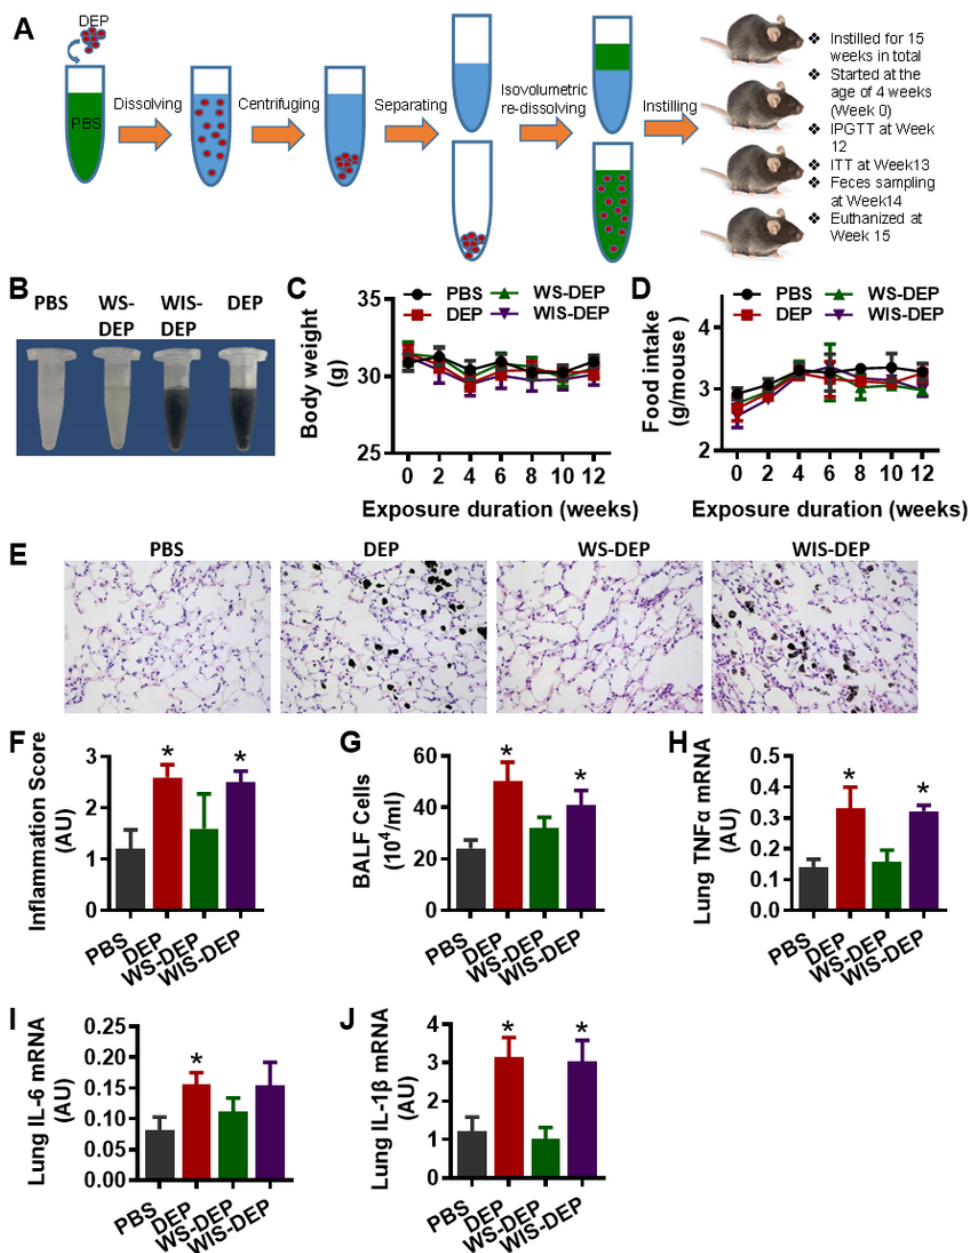 A
DEP
PBS
Dissolving
Centrifuging
Separating
Isovolumetric
re-dissolving
Instilling
❖ Instilled for 15
weeks in total
❖ Started at the
age of 4 weeks
(Week 0)
❖ IPGTT at Week
12
❖ ITT at Week13
❖ Feces sampling
at Week14
❖ Euthanized at
Week 15
B
PBS
WS-
DEP
WIS-
DEP
DEP
C
PBS
WS-DEP
DEP
WIS-DEP
Body weight
(g)
35
30
25
0 2 4 6 8 10 12
Exposure duration (weeks)
D
PBS
WS-DEP
DEP
WIS-DEP
Food intake
(g/mouse)
4
3
2
0 2 4 6 8 10 12
Exposure duration (weeks)
E
PBS
DEP
WS-DEP
WIS-DEP
F
Inflammation Score
(AU)
3
2
1
0
* *
PBS
DEP
WS-DEP
WIS-DEP
G
BALF Cells
(10⁴/ml)
60
40
20
0
* *
PBS
DEP
WS-DEP
WIS-DEP
H
Lung TNFα mRNA
(AU)
0.5
0.4
0.3
0.2
0.1
0.0
* *
PBS
DEP
WS-DEP
WIS-DEP
I
Lung IL-6 mRNA
(AU)
0.25
0.20
0.15
0.10
0.05
0.00
*
PBS
DEP
WS-DEP
WIS-DEP
J
Lung IL-1β mRNA
(AU)
4
3
2
1
0
* *
PBS
DEP
WS-DEP
WIS-DEP